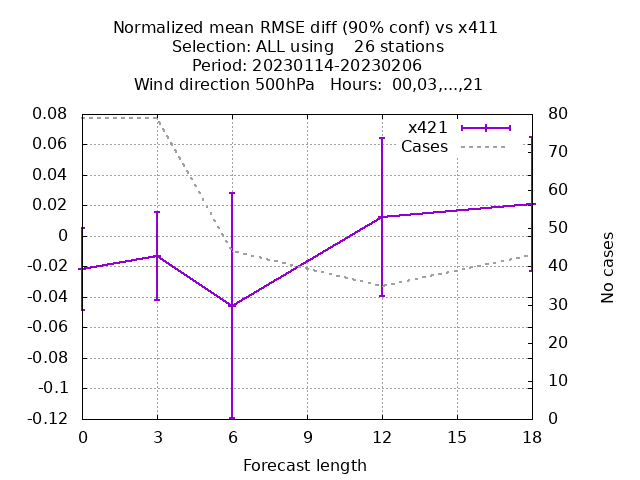 Normalized mean RMSE diff (90% conf) vs x411
Selection: ALL using    26 stations
Period: 20230114-20230206
Wind direction 500hPa   Hours:  00,03,...,21
x421
Cases
0.08
0.06
0.04
0.02
0
-0.02
-0.04
-0.06
-0.08
-0.1
-0.12
80
70
60
50
40
30
20
10
0
No cases
0 3 6 9 12 15 18
Forecast length